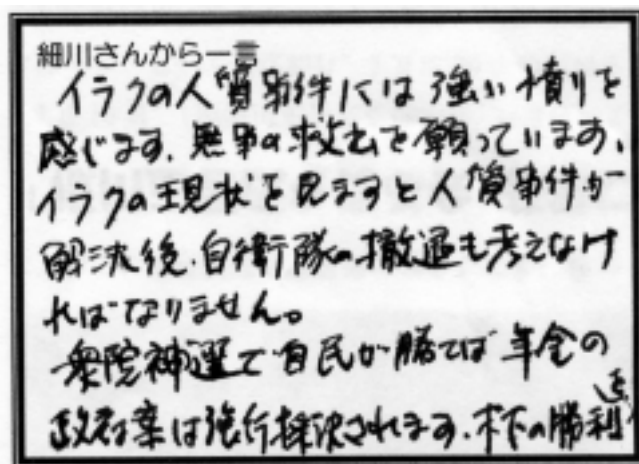 細川さんから一言
イラクの人質事件には強い憤りを
感じます。無事の救出を願っています。
イラクの現状を見ますと人質事件が
解決後、自衛隊の撤退も考えなけ
ればなりません。
衆院補選で自民が勝てば年金の
政府案は強行採決されます。木下の勝利